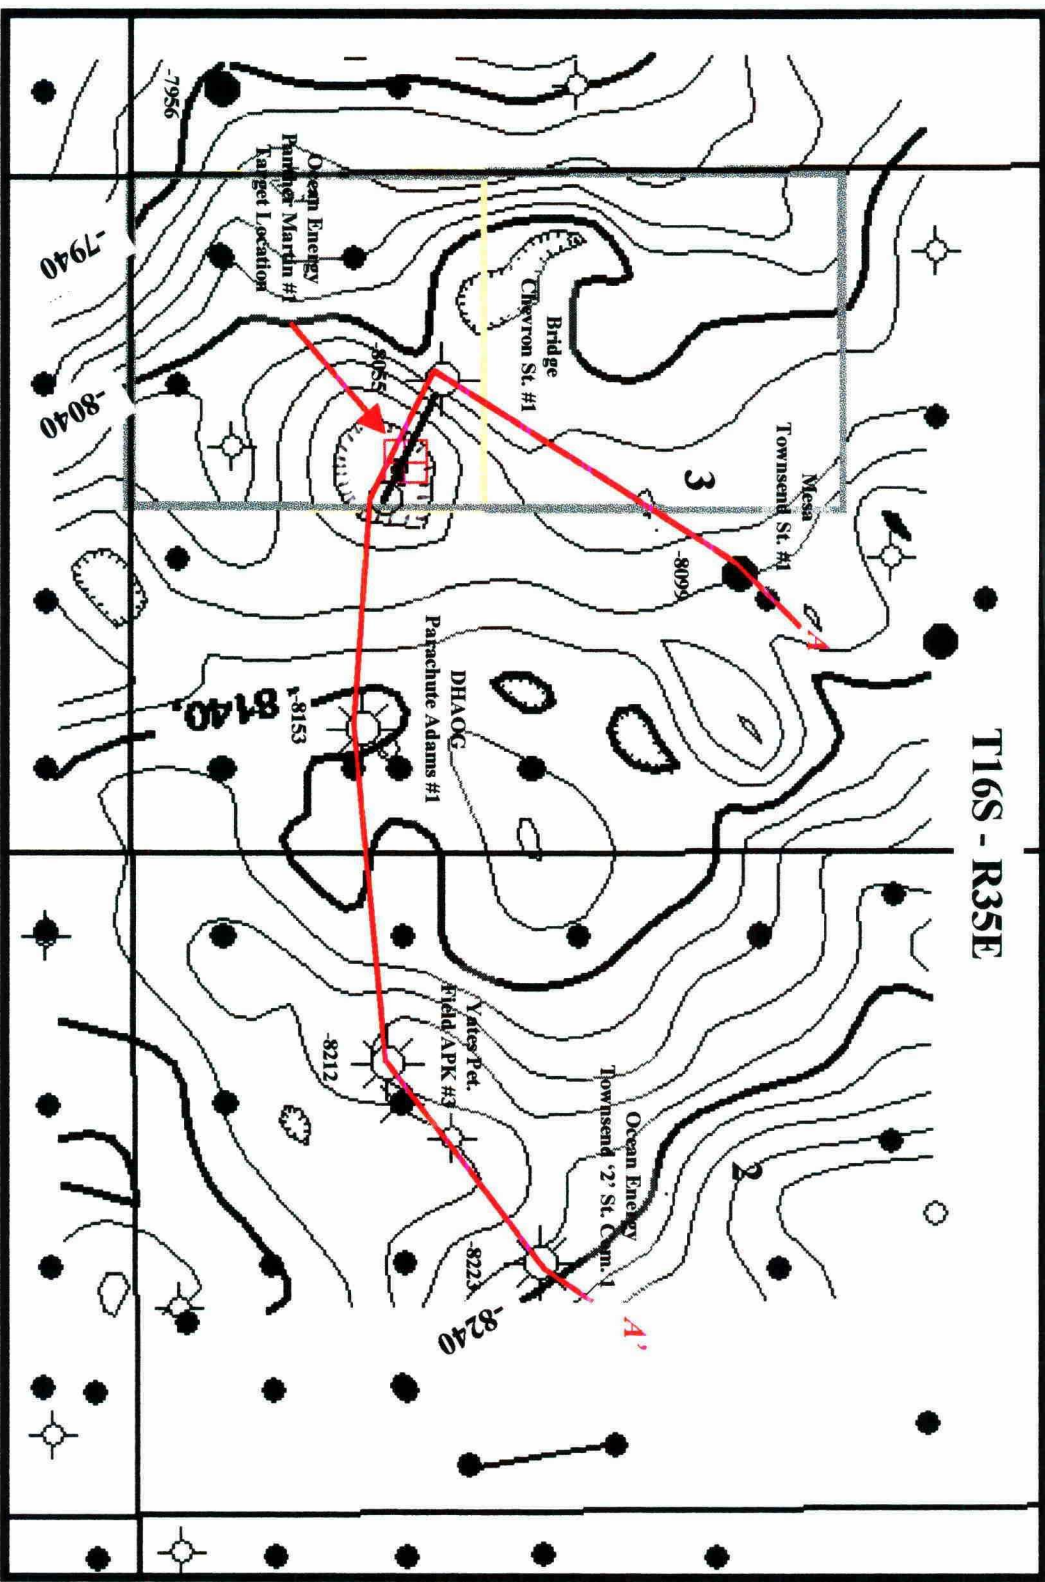 T16S - R35E
Mesa
Townsend St. #1
-8099
3
A
Bridge
Chevron St. #1
-8055
Ocean Energy
Panther Martin #1
Target Location
-7956
-7940
-8040
DHAOG
Parachute Adams #1
-8153
8140
2
Ocean Energy
Townsend '2' St. Com. 1
-8223
A'
-8240
Yates Pet.
Field APK #3
-8212